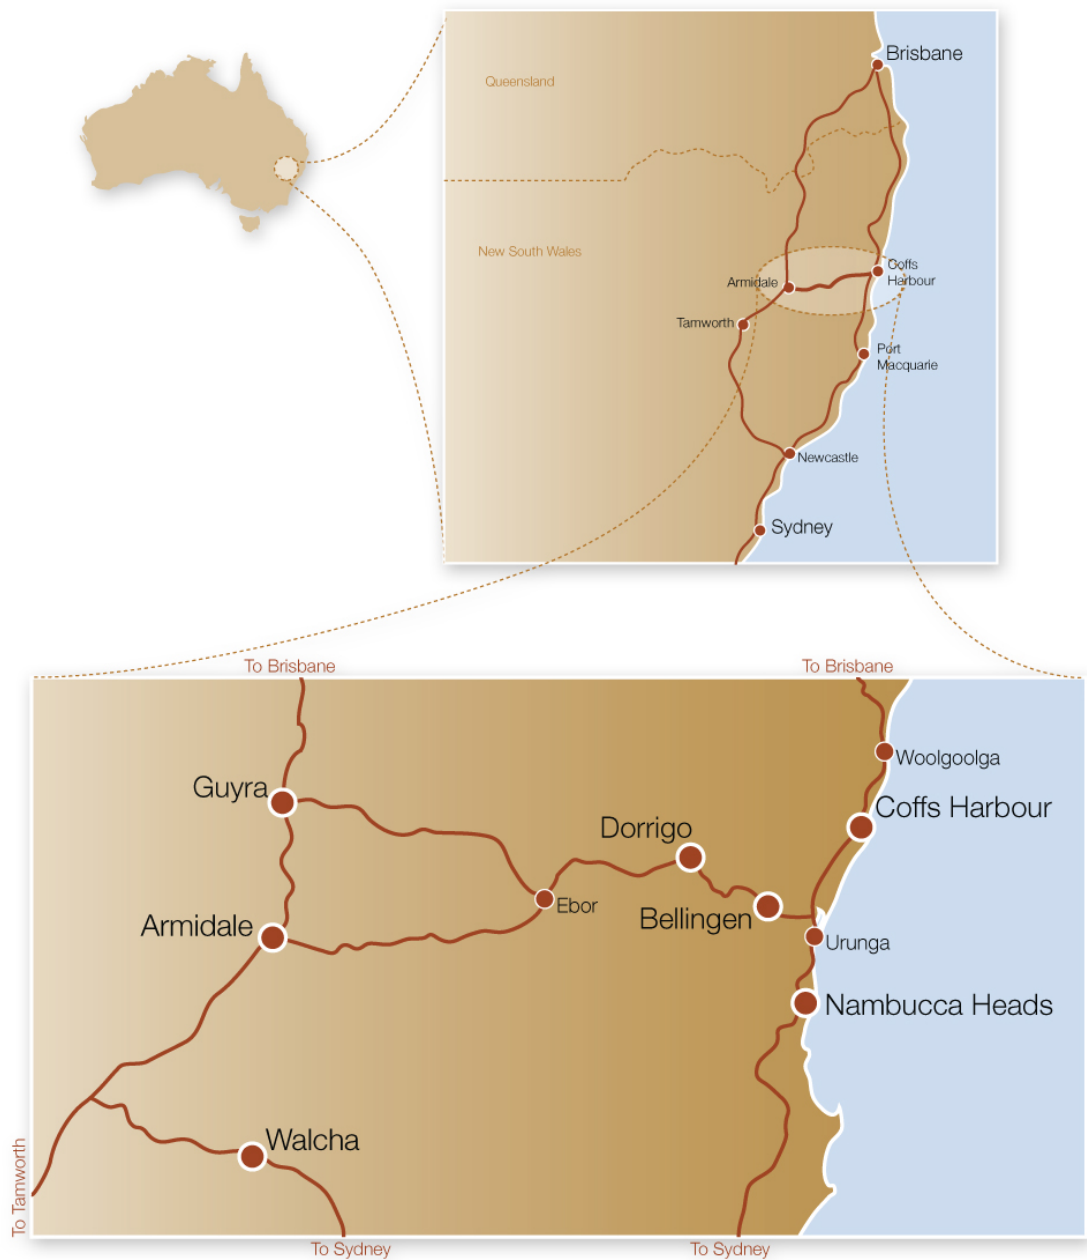 Brisbane
Queensland
New South Wales
Coffs
Harbour
Armidale
Tamworth
Port
Macquarie
Newcastle
Sydney
To Brisbane
To Brisbane
Woolgoolga
Guyra
Coffs Harbour
Dorrigo
Ebor
Bellingen
Armidale
Urunga
Nambucca Heads
Walcha
To Tamworth
To Sydney
To Sydney